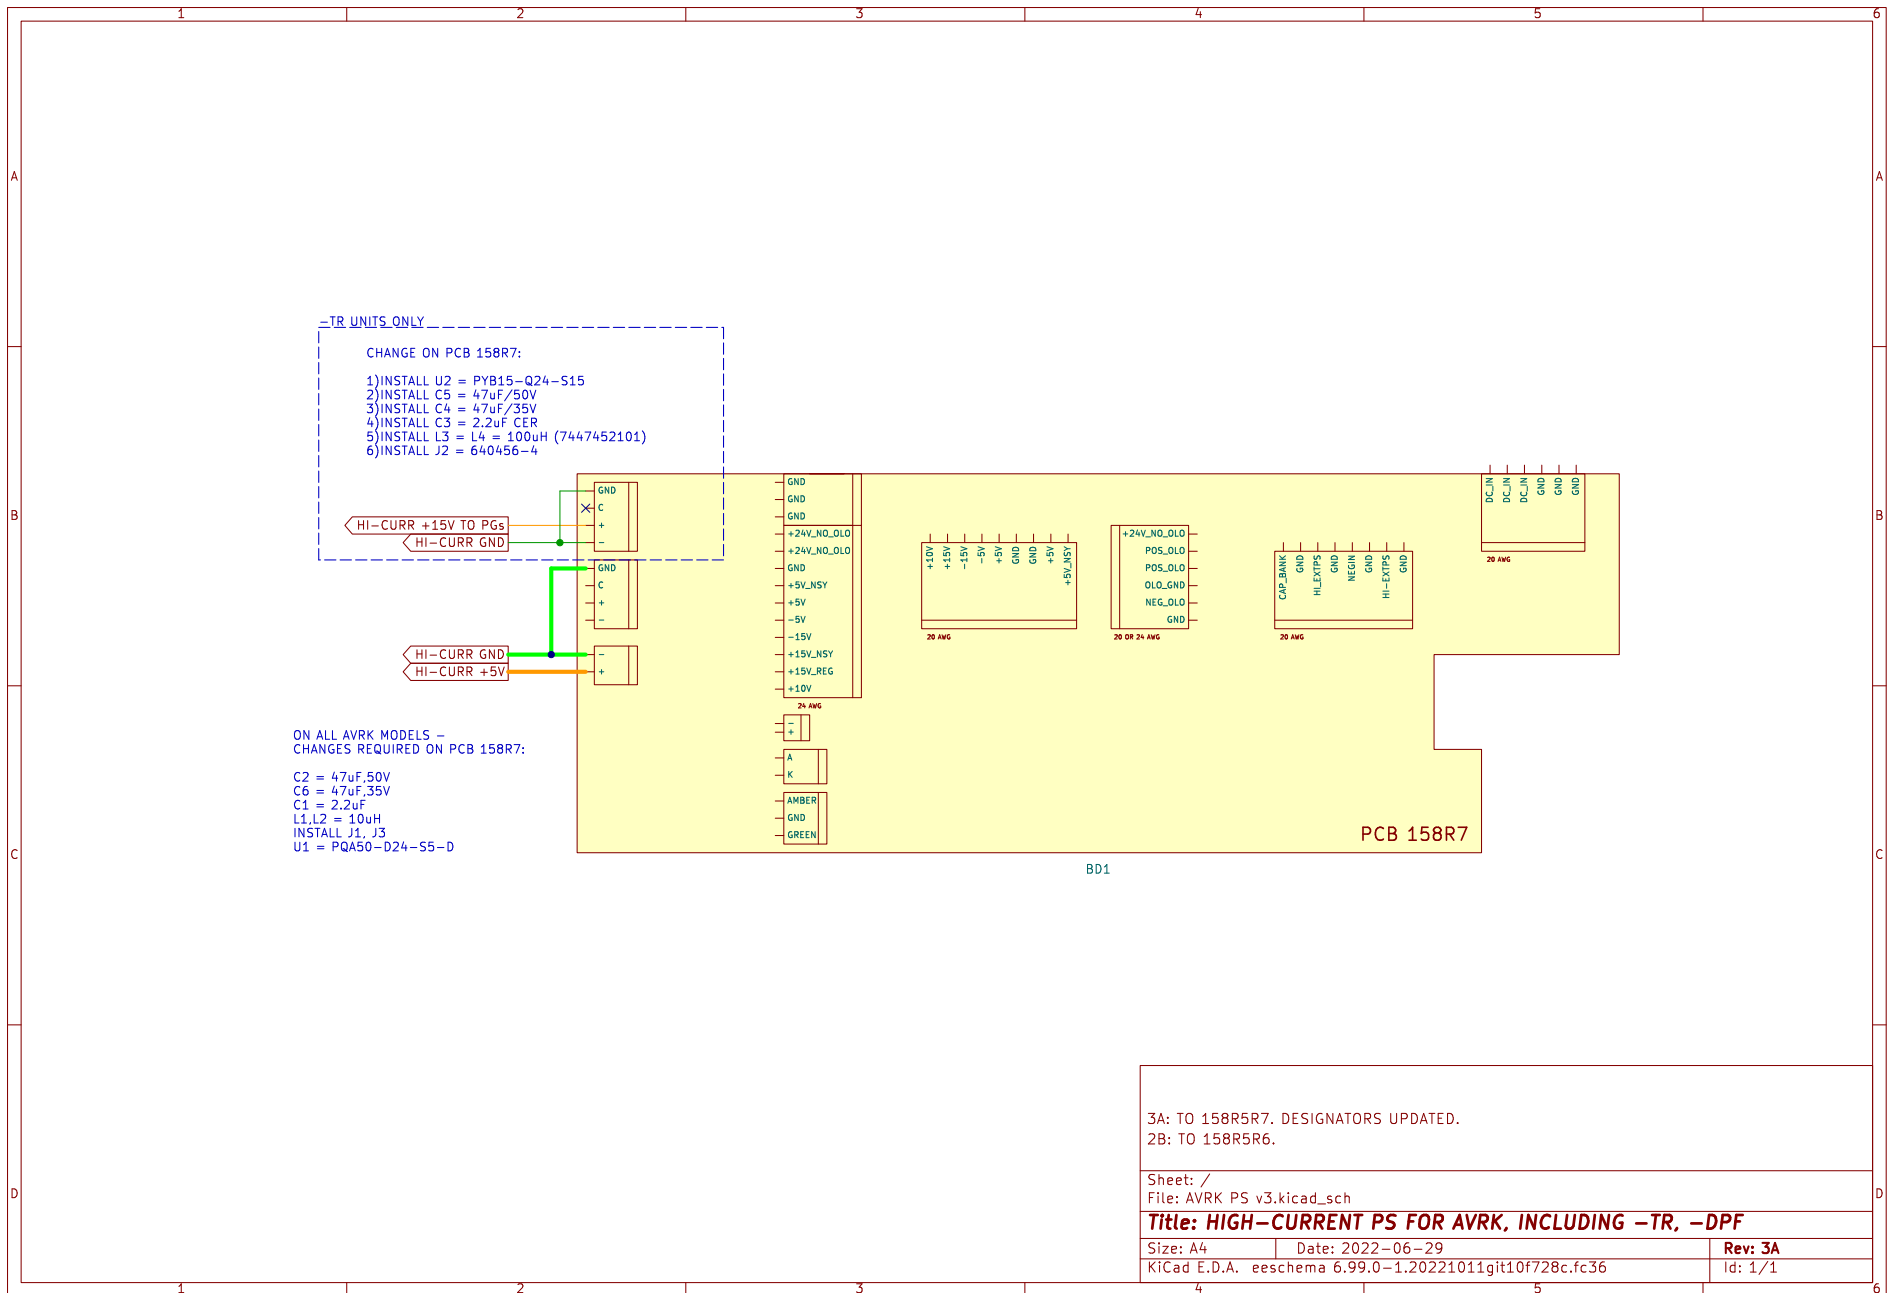 1 2 3 4 5 6
A A
B B
C C
D D
-TR UNITS ONLY
CHANGE ON PCB 158R7:
1)INSTALL U2 = PYB15-Q24-S15
2)INSTALL C5 = 47uF/50V
3)INSTALL C4 = 47uF/35V
4)INSTALL C3 = 2.2uF CER
5)INSTALL L3 = L4 = 100uH (7447452101)
6)INSTALL J2 = 640456-4
HI-CURR +15V TO PGs
HI-CURR GND
GND
C
+
-
GND
C
+
-
HI-CURR GND
HI-CURR +5V
-
+
ON ALL AVRK MODELS -
CHANGES REQUIRED ON PCB 158R7:
C2 = 47uF,50V
C6 = 47uF,35V
C1 = 2.2uF
L1,L2 = 10uH
INSTALL J1, J3
U1 = PQA50-D24-S5-D
GND
GND
GND
+24V_NO_OLO
+24V_NO_OLO
GND
+5V_NSY
+5V
-5V
-15V
+15V_NSY
+15V_REG
+10V
24 AWG
-
+
A
K
AMBER
GND
GREEN
+10V
+15V
-15V
-5V
+5V
GND
GND
+5V
+5V_NSY
20 AWG
+24V_NO_OLO
POS_OLO
POS_OLO
OLO_GND
NEG_OLO
GND
20 OR 24 AWG
CAP_BANK
GND
HI_EXTPS
GND
NEGIN
GND
HI-EXTPS
GND
20 AWG
DC_IN
DC_IN
DC_IN
GND
GND
GND
20 AWG
PCB 158R7
BD1
3A: TO 158R5R7. DESIGNATORS UPDATED.
2B: TO 158R5R6.
Sheet: /
File: AVRK PS v3.kicad_sch
Title: HIGH-CURRENT PS FOR AVRK, INCLUDING -TR, -DPF
Size: A4 Date: 2022-06-29 Rev: 3A
KiCad E.D.A. eeschema 6.99.0-1.20221011git10f728c.fc36 Id: 1/1
1 2 3 4 5 6